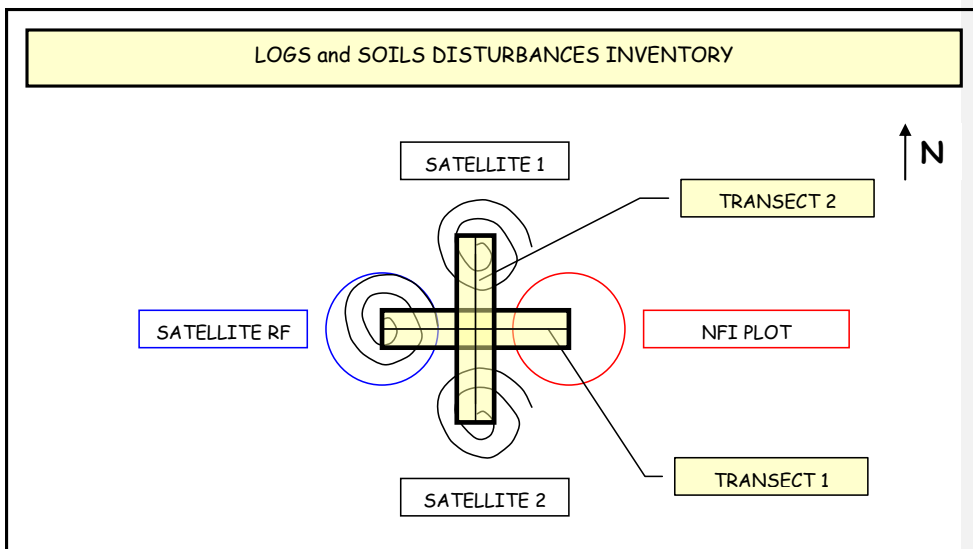 LOGS and SOILS DISTURBANCES INVENTORY
N
SATELLITE 1
TRANSECT 2
SATELLITE RF
NFI PLOT
TRANSECT 1
SATELLITE 2